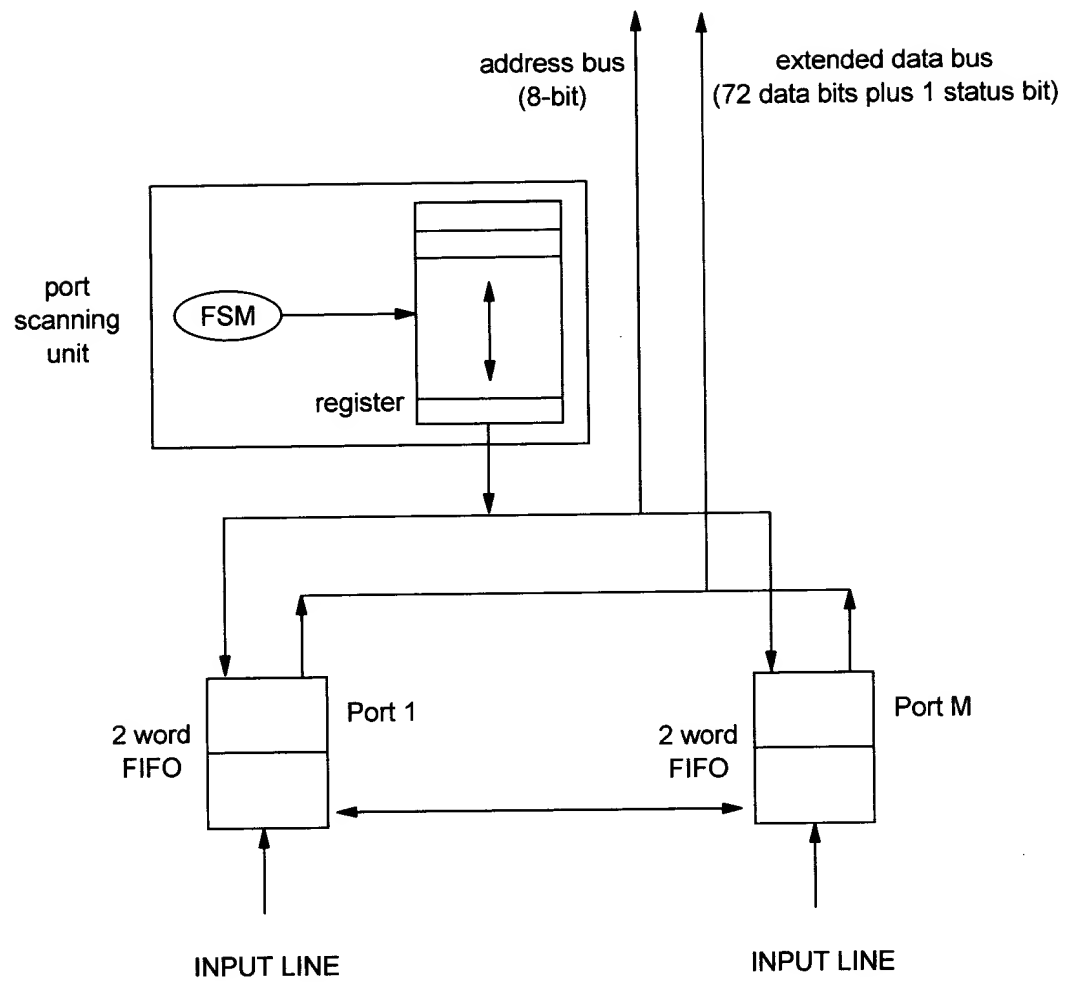 address bus
(8-bit)
extended data bus
(72 data bits plus 1 status bit)
port
scanning
unit
FSM
register
Port 1
2 word
FIFO
Port M
2 word
FIFO
INPUT LINE
INPUT LINE